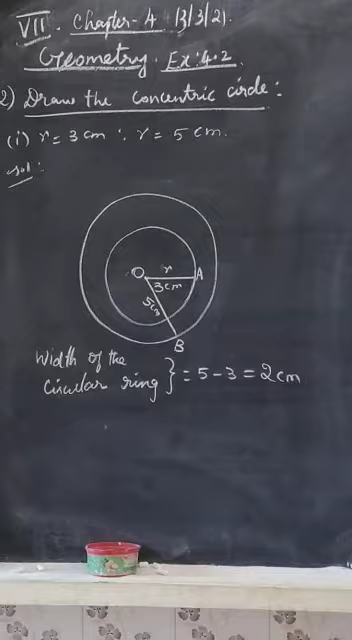 VII. Chapter-4 13/3/21.
Geometry. Ex:4.2
2) Draw the concentric circle:
(i) r = 3 cm : r = 5 cm.
sol:
O r A
3cm
5cm
B
Width of the
circular ring } = 5-3 = 2cm